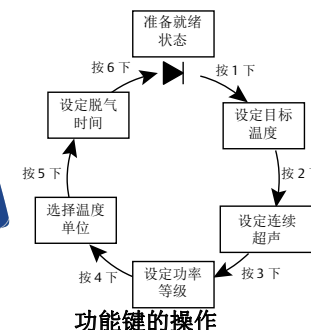 准备就绪
状态
按1下
设定目标
温度
按2下
设定连续
超声
按3下
设定功率
等级
按4下
选择温度
单位
按5下
设定脱气
时间
按6下
功能键的操作